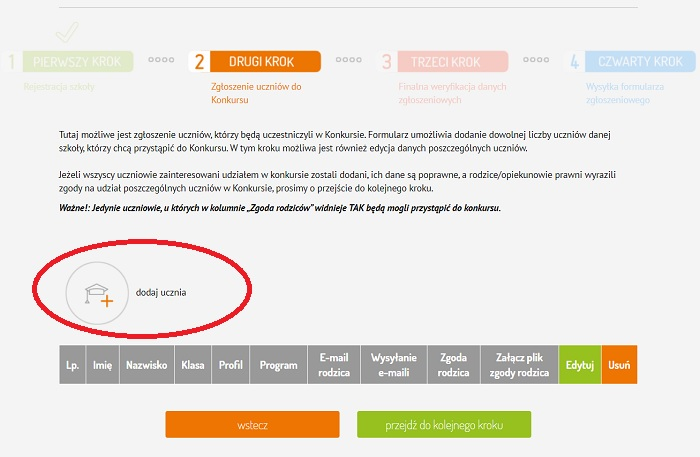 1 PIERWSZY KROK
Rejestracja szkoły
2 DRUGI KROK
Zgłoszenie uczniów do
Konkursu
3 TRZECI KROK
Finalna weryfikacja danych
zgłoszeniowych
4 CZWARTY KROK
Wysyłka formularza
zgłoszeniowego
Tutaj możliwe jest zgłoszenie uczniów, którzy będą uczestniczyli w Konkursie. Formularz umożliwia dodanie dowolnej liczby uczniów danej
szkoły, którzy chcą przystąpić do Konkursu. W tym kroku możliwa jest również edycja danych poszczególnych uczniów.
Jeżeli wszyscy uczniowie zainteresowani udziałem w konkursie zostali dodani, ich dane są poprawne, a rodzice/opiekunowie prawni wyrazili
zgody na udział poszczególnych uczniów w Konkursie, prosimy o przejście do kolejnego kroku.
Ważne!: Jedynie uczniowie, u których w kolumnie „Zgoda rodziców" widnieje TAK będą mogli przystąpić do konkursu.
dodaj ucznia
Lp.
Imię
Nazwisko
Klasa
Profil
Program
E-mail
rodzica
Wysyłanie
e-maili
Zgoda
rodzica
Załącz plik
zgody rodzica
Edytuj
Usuń
wstecz
przejdź do kolejnego kroku